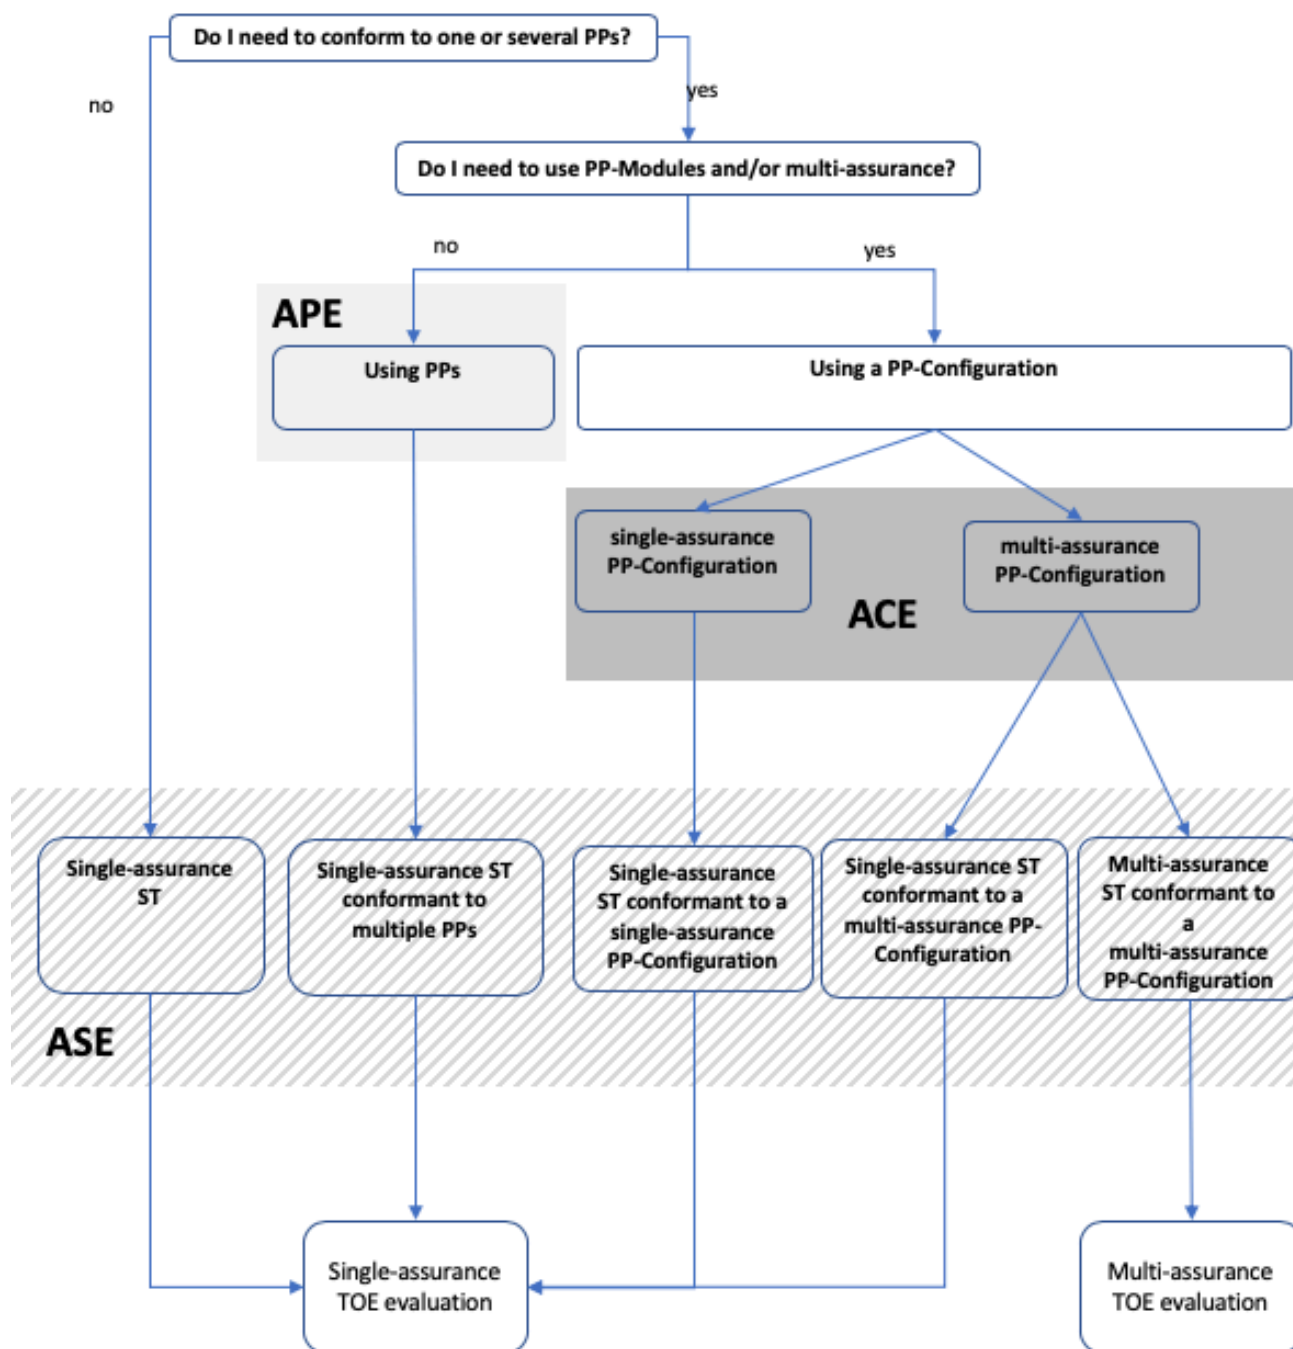 Do I need to conform to one or several PPs?
no
yes
Do I need to use PP-Modules and/or multi-assurance?
no
yes
APE
Using PPs
Using a PP-Configuration
single-assurance
PP-Configuration
multi-assurance
PP-Configuration
ACE
Single-assurance
ST
Single-assurance ST
conformant to
multiple PPs
Single-assurance
ST conformant to a
single-assurance
PP-Configuration
Single-assurance ST
conformant to a
multi-assurance PP-
Configuration
Multi-assurance
ST conformant to
a
multi-assurance
PP-Configuration
ASE
Single-assurance
TOE evaluation
Multi-assurance
TOE evaluation